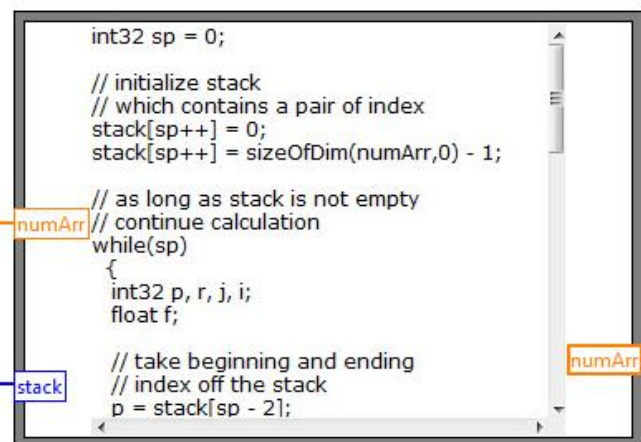 int32 sp = 0;
// initialize stack
// which contains a pair of index
stack[sp++] = 0;
stack[sp++] = sizeOfDim(numArr,0) - 1;
// as long as stack is not empty
numArr
// continue calculation
while(sp)
{
int32 p, r, j, i;
float f;
// take beginning and ending
numArr
// index off the stack
stack
p = stack[sp - 2];